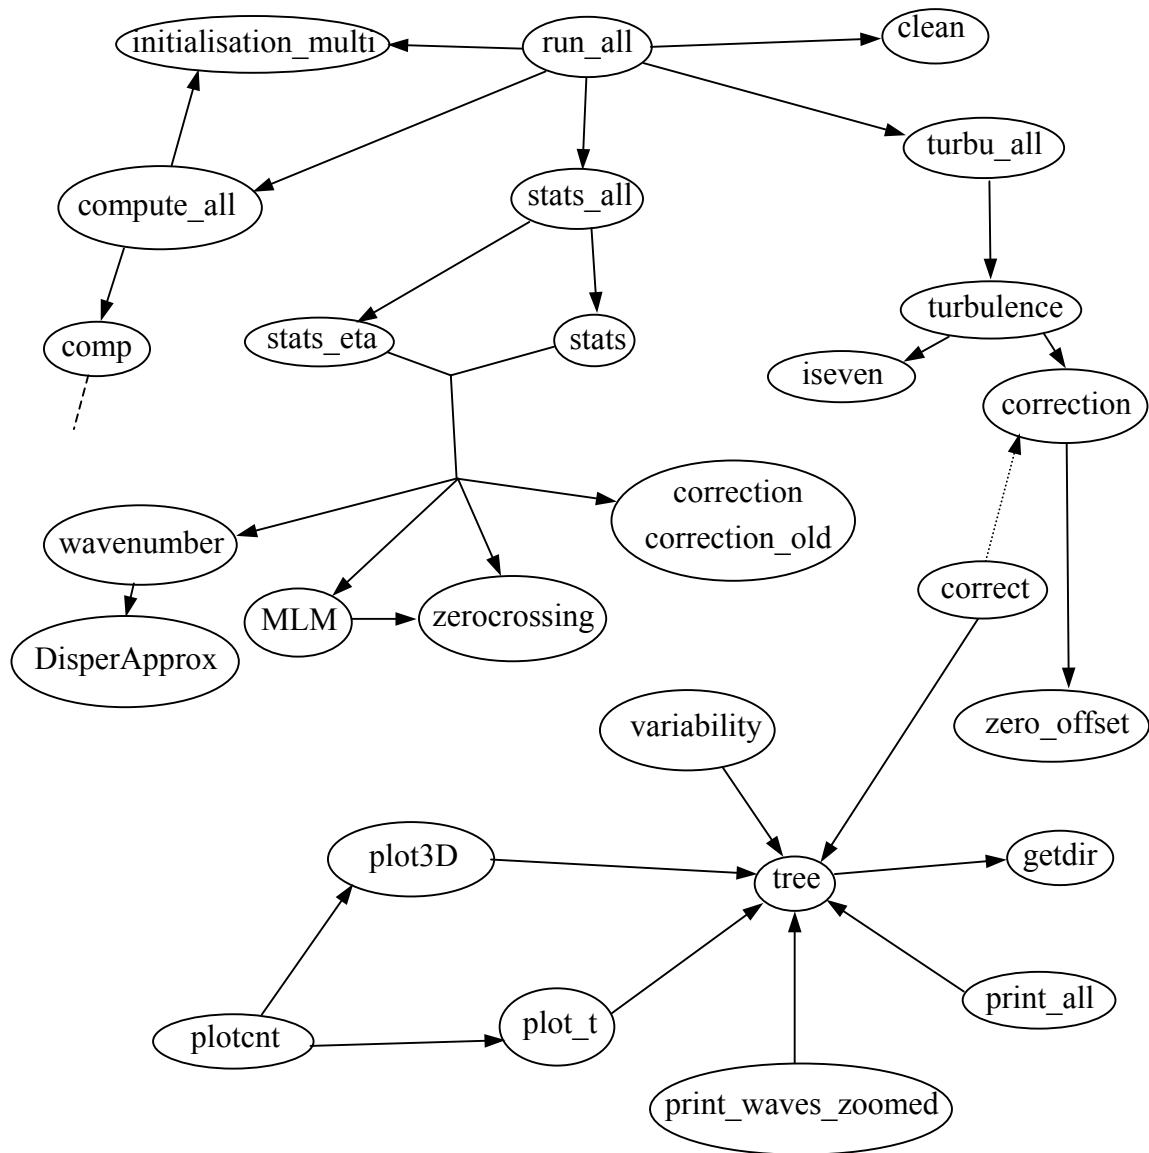 initialisation_multi
run_all
clean
turbu_all
compute_all
stats_all
turbulence
comp
stats_eta
stats
iseven
correction
correction
correction_old
wavenumber
correct
MLM
zerocrossing
DisperApprox
variability
zero_offset
plot3D
tree
getdir
plotcnt
plot_t
print_all
print_waves_zoomed